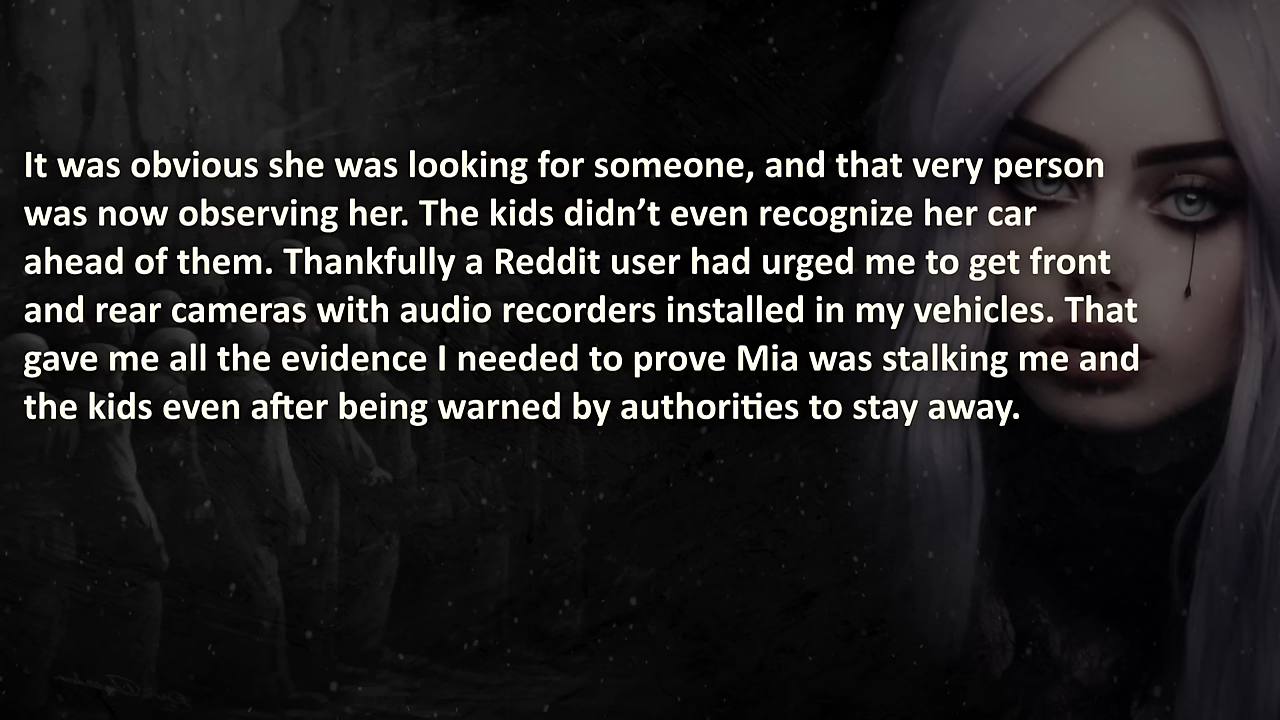 It was obvious she was looking for someone, and that very person
was now observing her. The kids didn’t even recognize her car
ahead of them. Thankfully a Reddit user had urged me to get front
and rear cameras with audio recorders installed in my vehicles. That
gave me all the evidence I needed to prove Mia was stalking me and
the kids even after being warned by authorities to stay away.